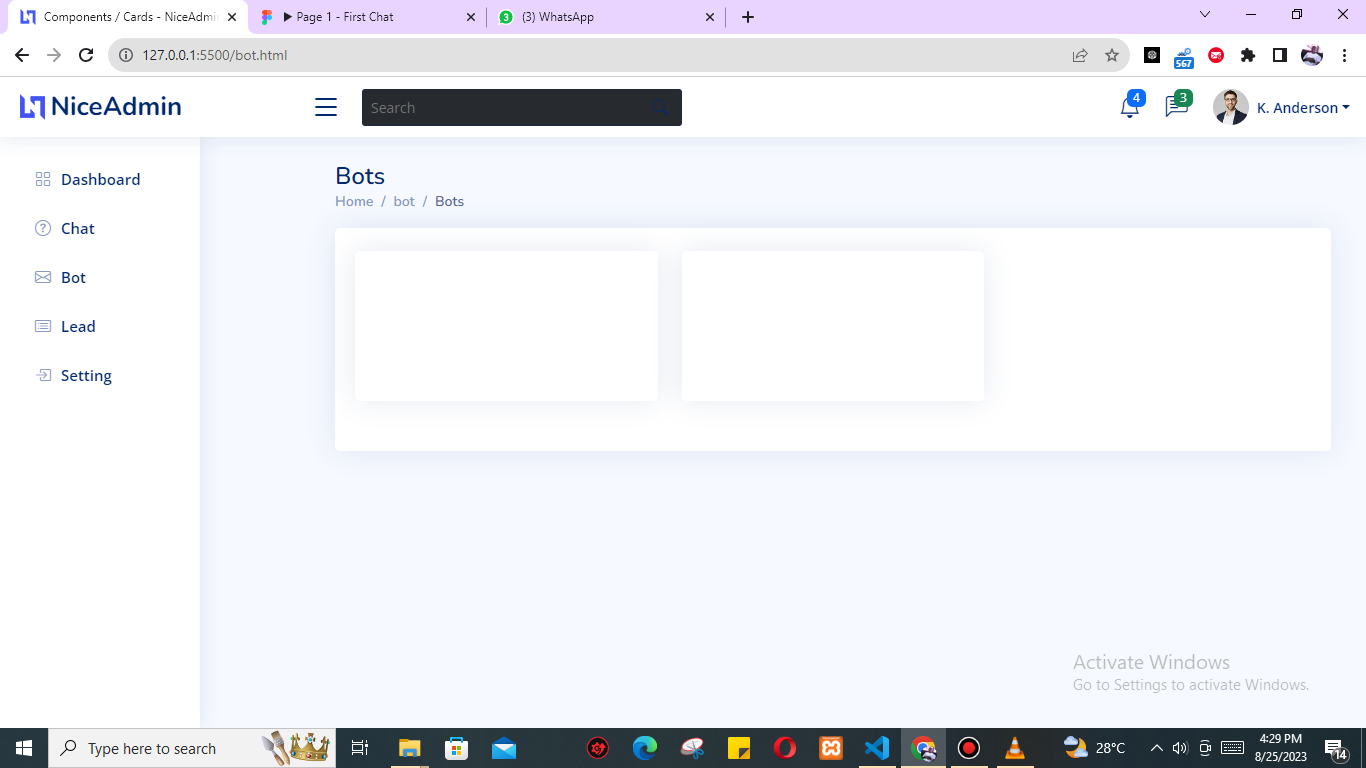 Components / Cards - NiceAdmin
Page 1 - First Chat
(3) WhatsApp
127.0.0.1:5500/bot.html
567
NiceAdmin
Search
4
3
K. Anderson
Dashboard
Chat
Bot
Lead
Setting
Bots
Home / bot / Bots
Activate Windows
Go to Settings to activate Windows.
Type here to search
28°C
4:29 PM
8/25/2023
14